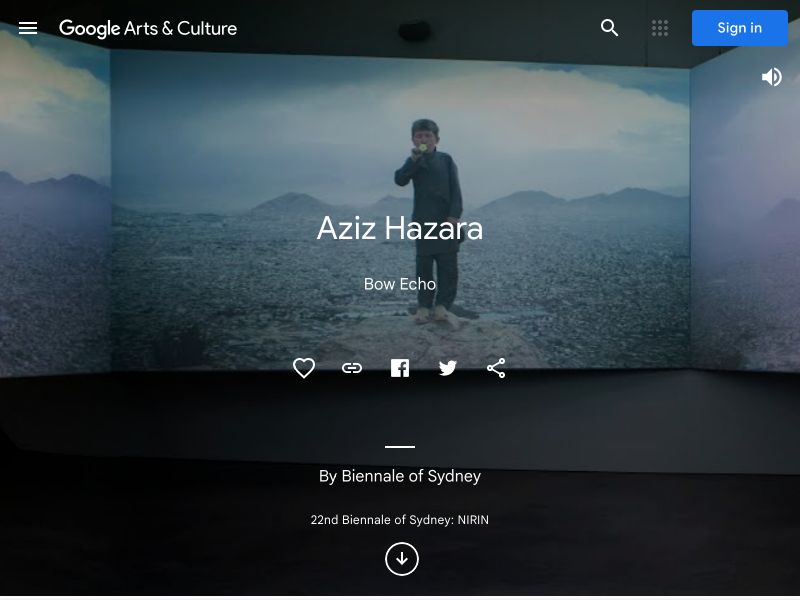 Google Arts & Culture
Sign in
Aziz Hazara
Bow Echo
By Biennale of Sydney
22nd Biennale of Sydney: NIRIN